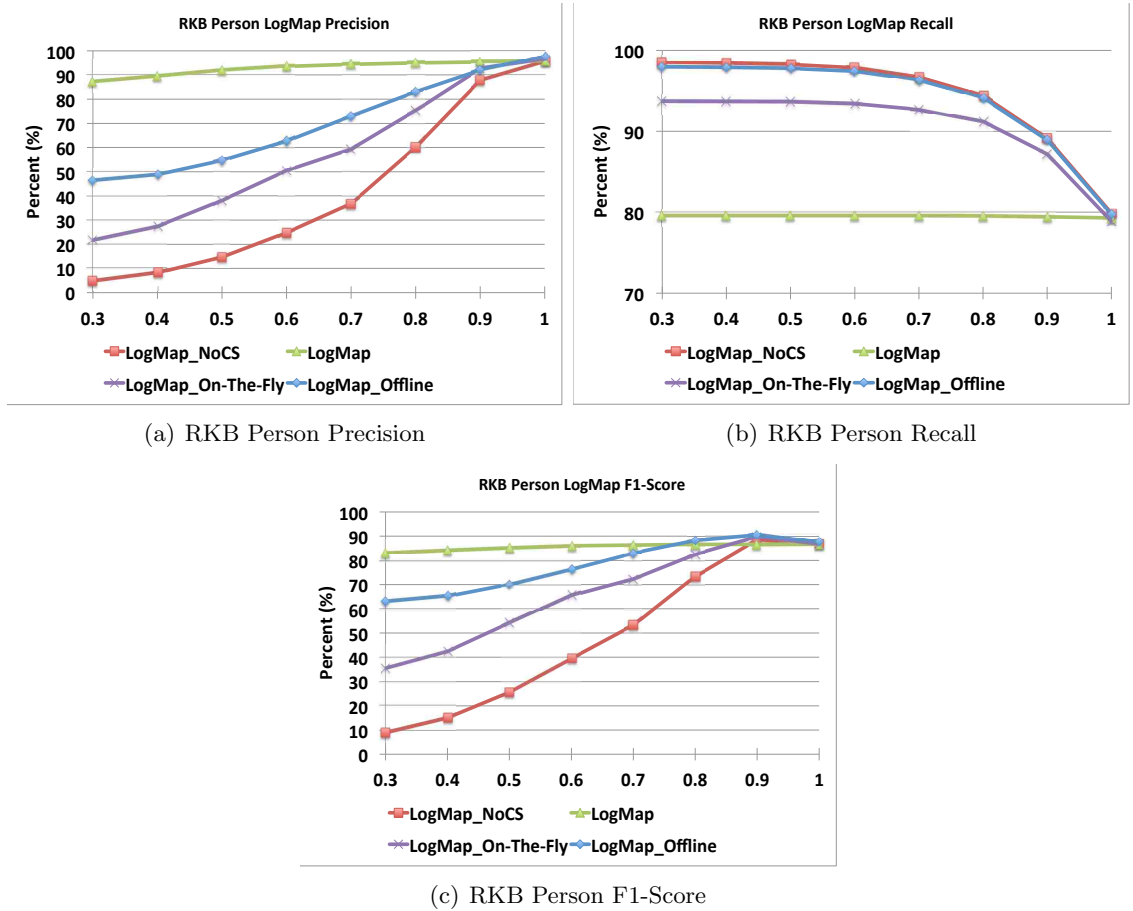 RKB Person LogMap Precision
Percent (%)
100
90
80
70
60
50
40
30
20
10
0
0.3 0.4 0.5 0.6 0.7 0.8 0.9 1
LogMap_NoCS LogMap
LogMap_On-The-Fly LogMap_Offline
(a) RKB Person Precision
RKB Person LogMap Recall
Percent (%)
100
90
80
70
0.3 0.4 0.5 0.6 0.7 0.8 0.9 1
LogMap_NoCS LogMap
LogMap_On-The-Fly LogMap_Offline
(b) RKB Person Recall
RKB Person LogMap F1-Score
Percent (%)
100
90
80
70
60
50
40
30
20
10
0
0.3 0.4 0.5 0.6 0.7 0.8 0.9 1
LogMap_NoCS LogMap
LogMap_On-The-Fly LogMap_Offline
(c) RKB Person F1-Score